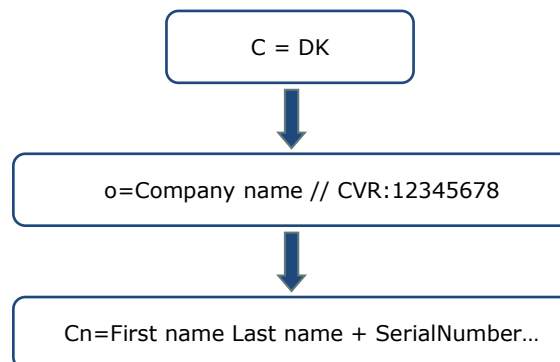 C = DK
o=Company name // CVR:12345678
Cn=First name Last name + SerialNumber…